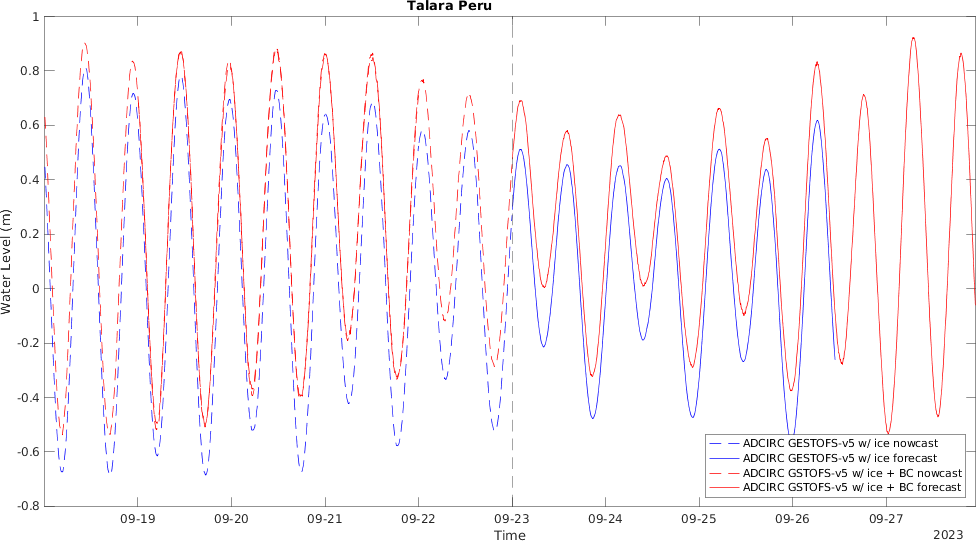 Talara Peru
1
0.8
0.6
0.4
0.2
0
-0.2
-0.4
-0.6
-0.8
Water Level (m)
ADCIRC GESTOFS-v5 w/ ice nowcast
ADCIRC GESTOFS-v5 w/ ice forecast
ADCIRC GSTOFS-v5 w/ ice + BC nowcast
ADCIRC GSTOFS-v5 w/ ice + BC forecast
09-19 09-20 09-21 09-22 09-23 09-24 09-25 09-26 09-27
Time
2023